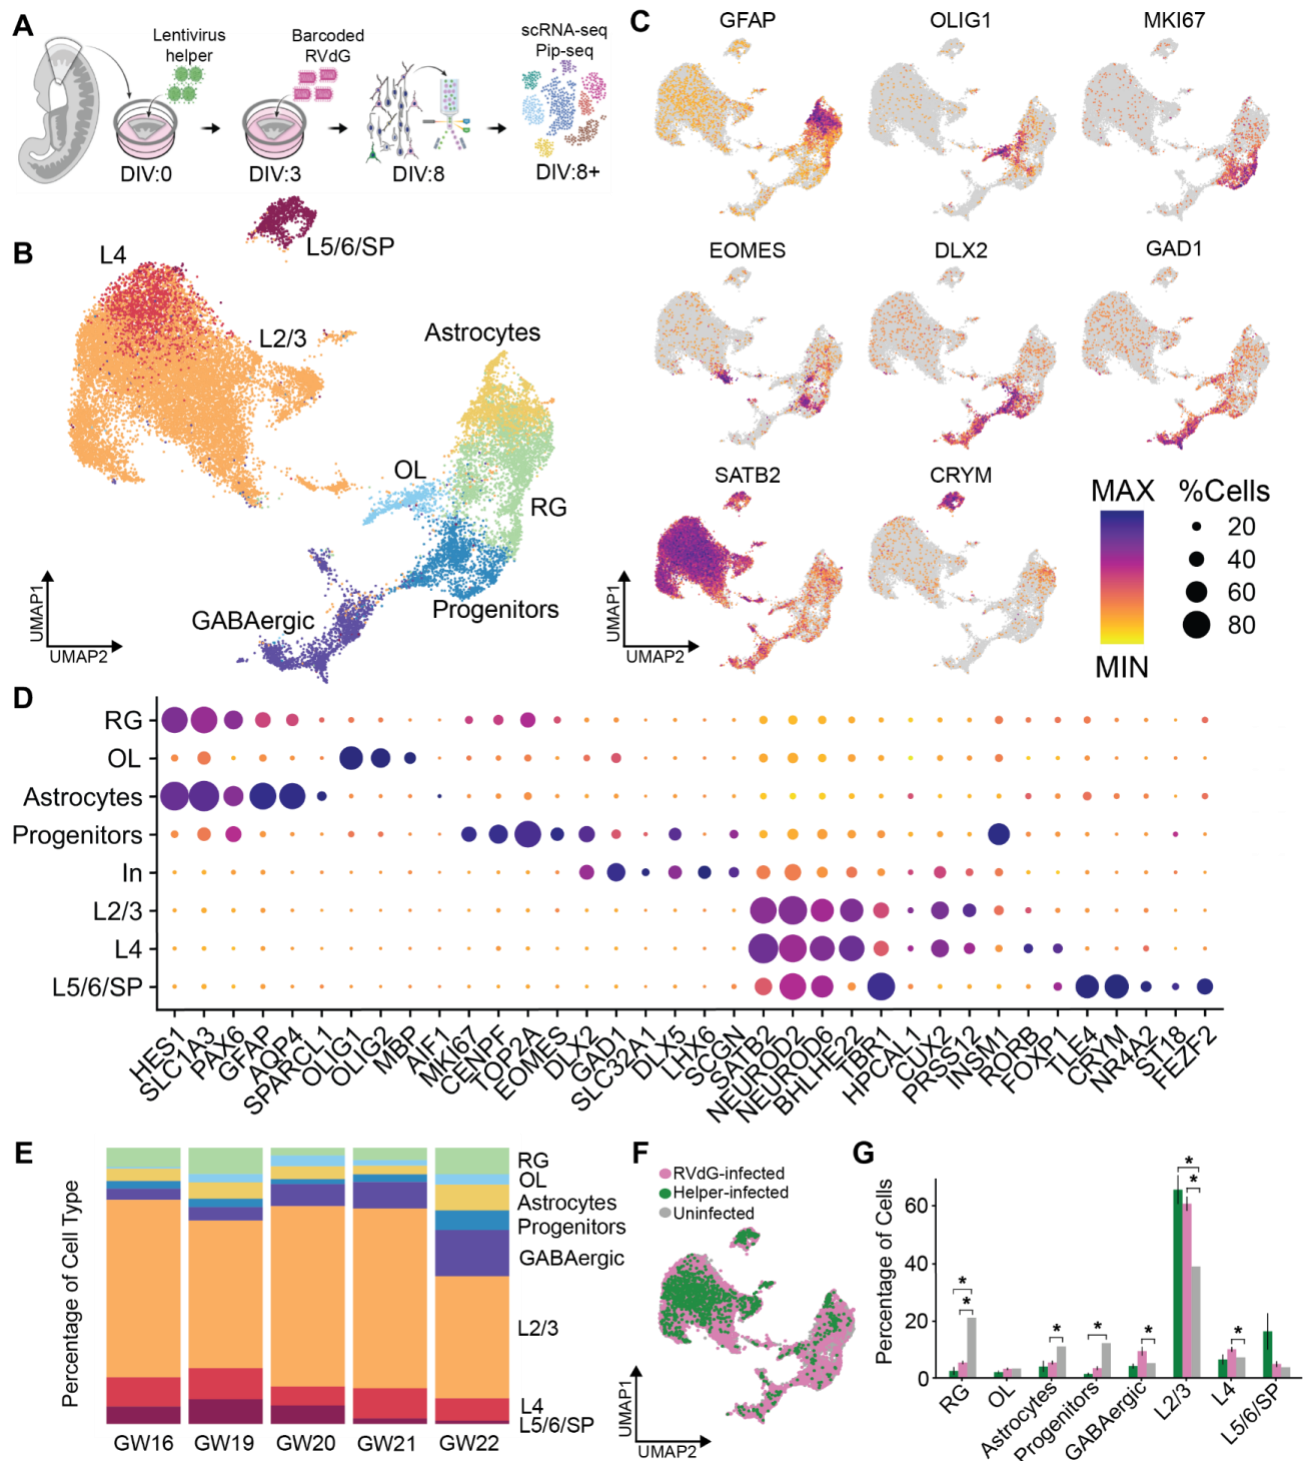 A
Lentivirus
helper
Barcoded
RVdG
scRNA-seq
Pip-seq
DIV:0
DIV:3
DIV:8
DIV:8+
B
L4
L5/6/SP
L2/3
Astrocytes
OL
RG
GABAergic
Progenitors
UMAP1
UMAP2
C
GFAP
OLIG1
MKI67
EOMES
DLX2
GAD1
SATB2
CRYM
UMAP1
UMAP2
MAX
MIN
%Cells
20
40
60
80
D
RG
OL
Astrocytes
Progenitors
In
L2/3
L4
L5/6/SP
HES1
SLC1A3
PAX6
GFAP
AQP4
SPARCL1
OLIG1
OLIG2
MBP
AIF1
MKI67
CENPF
TOP2A
EOMES
DLX2
GAD1
SLC32A1
DLX5
LHX6
SCGN
SATB2
NEUROD2
NEUROD6
BHLHE22
TBR1
HPCAL1
CUX2
PRSS12
INSM1
RORB
FOXP1
TLE4
CRYM
NR4A2
ST18
FEZF2
E
Percentage of Cell Type
RG
OL
Astrocytes
Progenitors
GABAergic
L2/3
L4
L5/6/SP
GW16
GW19
GW20
GW21
GW22
F
RVdG-infected
Helper-infected
Uninfected
UMAP1
UMAP2
G
Percentage of Cells
60
40
20
0
*
*
*
*
*
*
*
*
RG
OL
Astrocytes
Progenitors
GABAergic
L2/3
L4
L5/6/SP